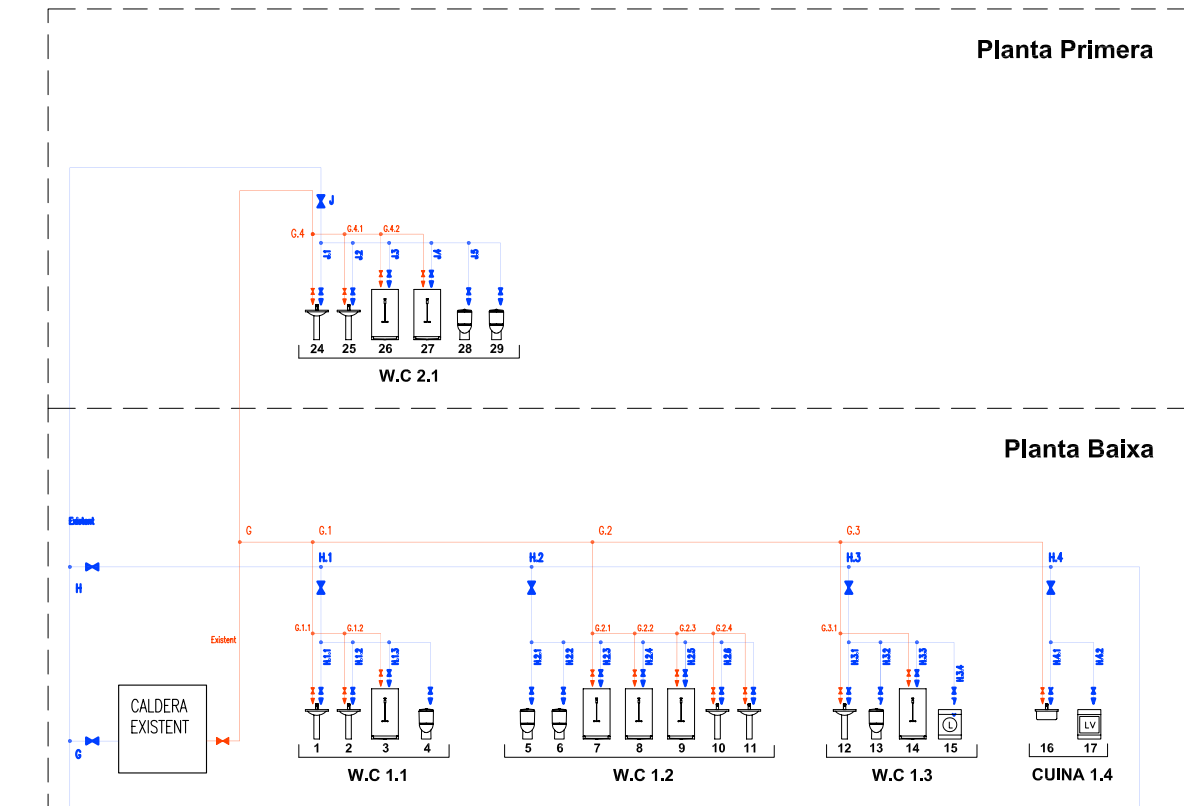 Planta Primera
J
G.4
G.4.1
G.4.2
J.1
J.2
J.3
J.4
J.5
24 25 26 27 28 29
W.C 2.1
Planta Baixa
Existent
G
G.1
G.2
G.3
H
H.1
H.2
H.3
H.4
Existent
G.1.1
G.1.2
G.2.1
G.2.2
G.2.3
G.2.4
G.3.1
H.1.1
H.1.2
H.1.3
H.2.1
H.2.2
H.2.3
H.2.4
H.2.5
H.2.6
H.3.1
H.3.2
H.3.3
H.3.4
H.4.1
H.4.2
CALDERA
EXISTENT
G
L
LV
1 2 3 4
5 6 7 8 9 10 11
12 13 14 15
16 17
W.C 1.1
W.C 1.2
W.C 1.3
CUINA 1.4